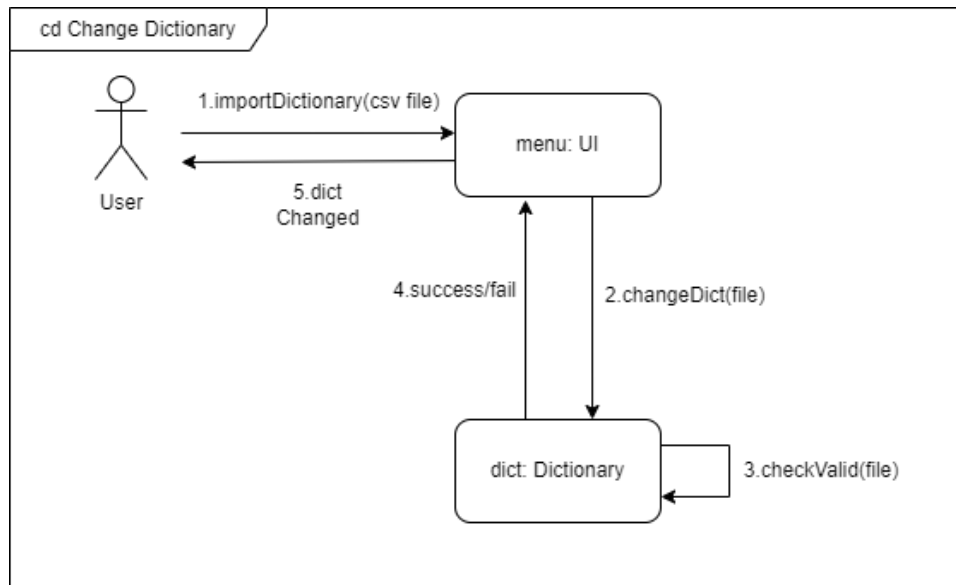 cd Change Dictionary
1.importDictionary(csv file)
menu: UI
User
5.dict
Changed
4.success/fail
2.changeDict(file)
dict: Dictionary
3.checkValid(file)